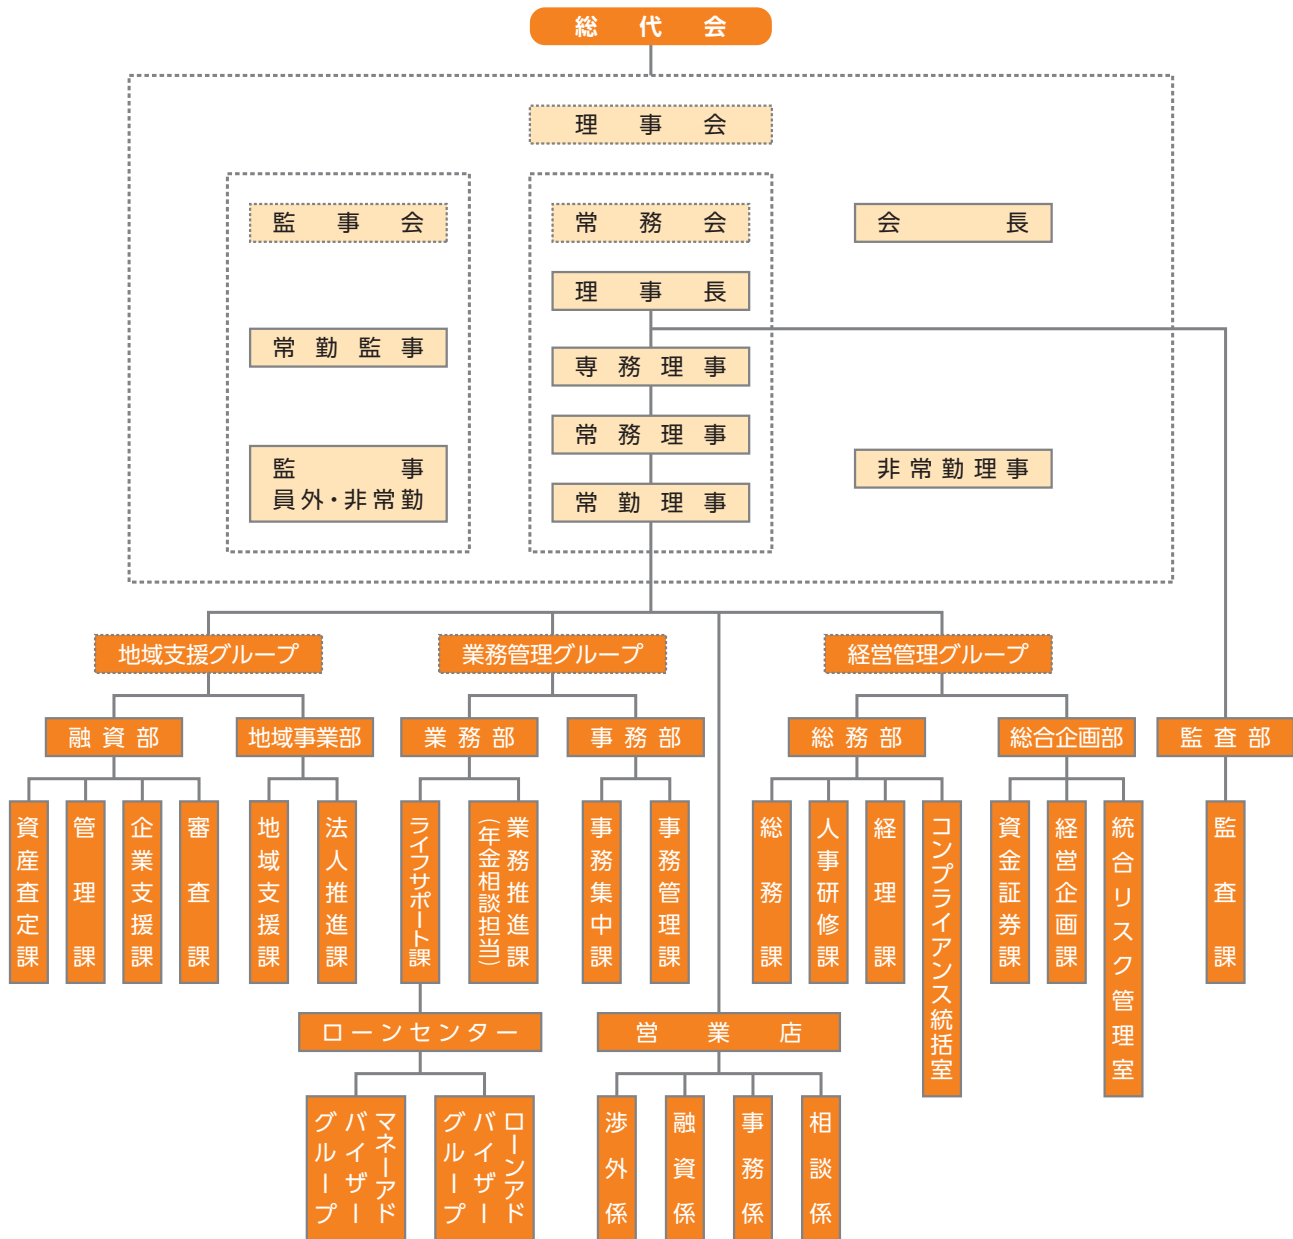 総代会
理事会
監事会
常務会
会長
理事長
常勤監事
専務理事
常務理事
監事
員外・非常勤
非常勤理事
常勤理事
地域支援グループ
業務管理グループ
経営管理グループ
融資部
地域事業部
業務部
事務部
総務部
総合企画部
監査部
資産査定課
管理課
企業支援課
審査課
地域支援課
法人推進課
ライフサポート課
業務推進課
(年金相談担当)
事務集中課
事務管理課
総務課
人事研修課
経理課
コンプライアンス統括室
資金証券課
経営企画課
統合リスク管理室
監査課
ローンセンター
営業店
マネーアド
バイザー
グループ
ローンアド
バイザー
グループ
渉外係
融資係
事務係
相談係